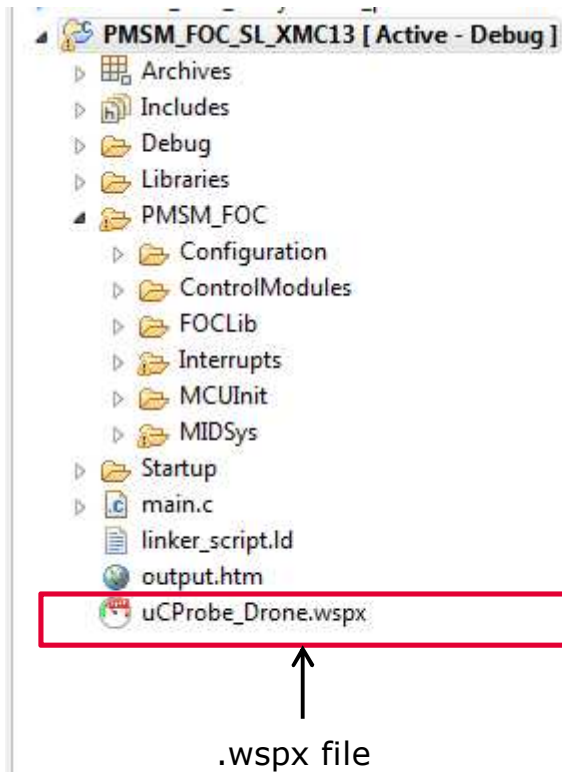 PMSM_FOC_SL_XMC13 [ Active - Debug ]
Archives
Includes
Debug
Libraries
PMSM_FOC
Configuration
ControlModules
FOCLib
Interrupts
MCUInit
MIDSys
Startup
main.c
linker_script.ld
output.htm
uCProbe_Drone.wspx
.wspx file